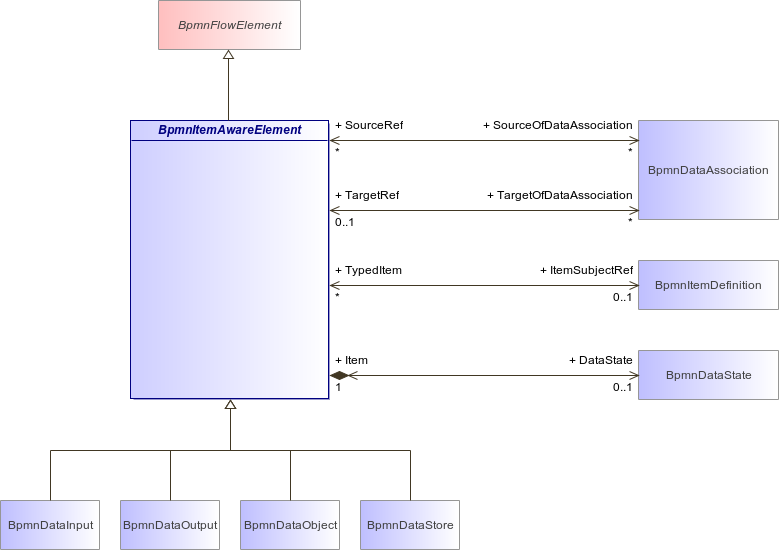 BpmnFlowElement
BpmnItemAwareElement
+ SourceRef
+ SourceOfDataAssociation
*
*
BpmnDataAssociation
+ TargetRef
+ TargetOfDataAssociation
0..1
*
+ TypedItem
+ ItemSubjectRef
*
0..1
BpmnItemDefinition
+ Item
+ DataState
1
0..1
BpmnDataState
BpmnDataInput
BpmnDataOutput
BpmnDataObject
BpmnDataStore